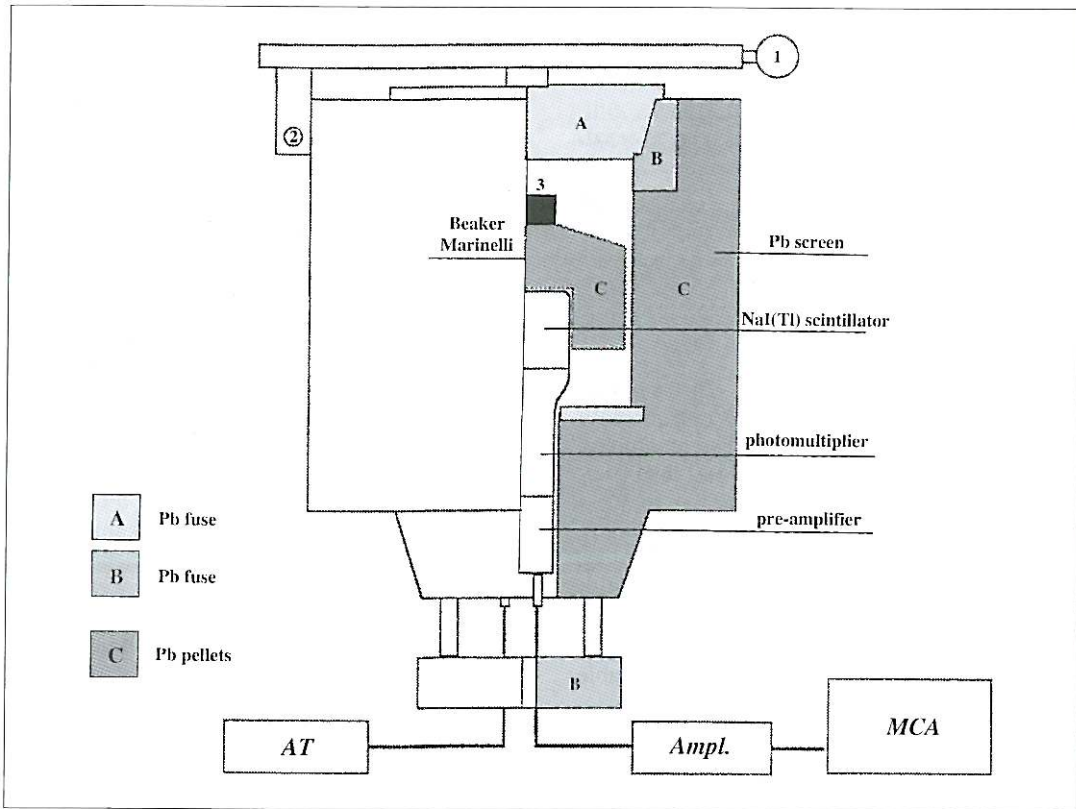 1
2
A
B
3
Beaker
Marinelli
Pb screen
C
C
NaI(Tl) scintillator
photomultiplier
pre-amplifier
A Pb fuse
B Pb fuse
C Pb pellets
B
AT
Ampl.
MCA